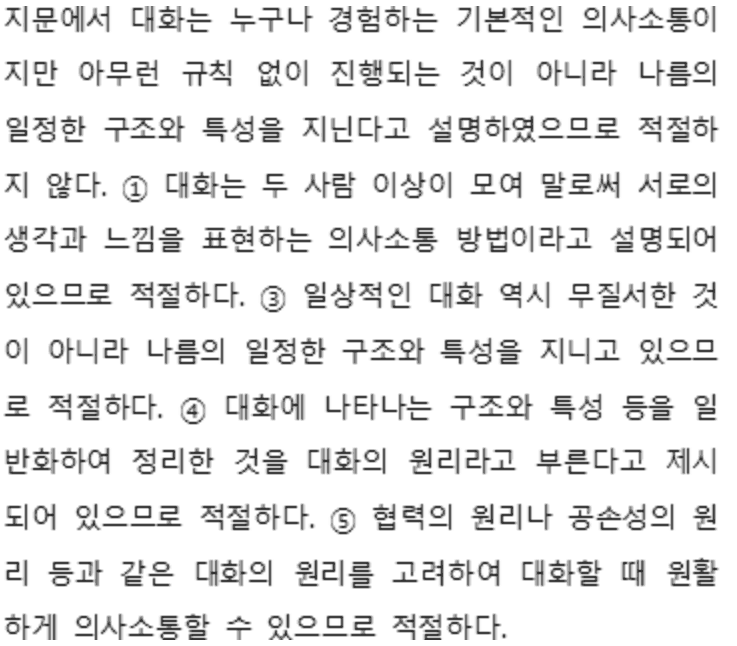 지문에서 대화는 누구나 경험하는 기본적인 의사소통이
지만 아무런 규칙 없이 진행되는 것이 아니라 나름의
일정한 구조와 특성을 지닌다고 설명하였으므로 적절하
지 않다. ① 대화는 두 사람 이상이 모여 말로써 서로의
생각과 느낌을 표현하는 의사소통 방법이라고 설명되어
있으므로 적절하다. ③ 일상적인 대화 역시 무질서한 것
이 아니라 나름의 일정한 구조와 특성을 지니고 있으므
로 적절하다. ④ 대화에 나타나는 구조와 특성 등을 일
반화하여 정리한 것을 대화의 원리라고 부른다고 제시
되어 있으므로 적절하다. ⑤ 협력의 원리나 공손성의 원
리 등과 같은 대화의 원리를 고려하여 대화할 때 원활
하게 의사소통할 수 있으므로 적절하다.